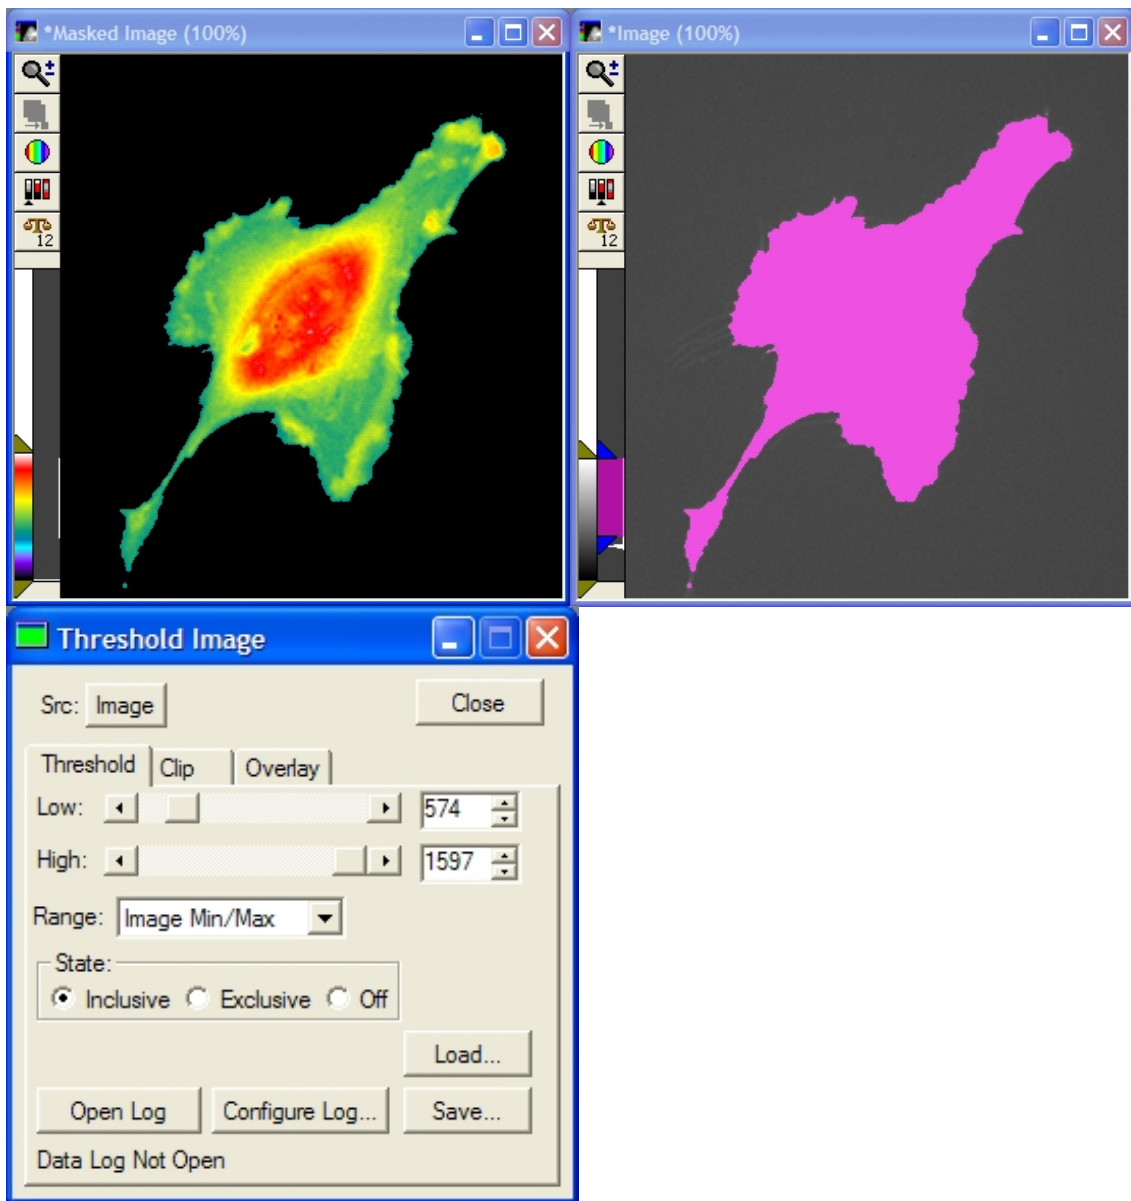 *Masked Image (100%)
*Image (100%)
12
12
Threshold Image
Src: Image Close
Threshold Clip Overlay
Low: 574
High: 1597
Range: Image Min/Max
State:
Inclusive Exclusive Off
Load...
Open Log Configure Log... Save...
Data Log Not Open